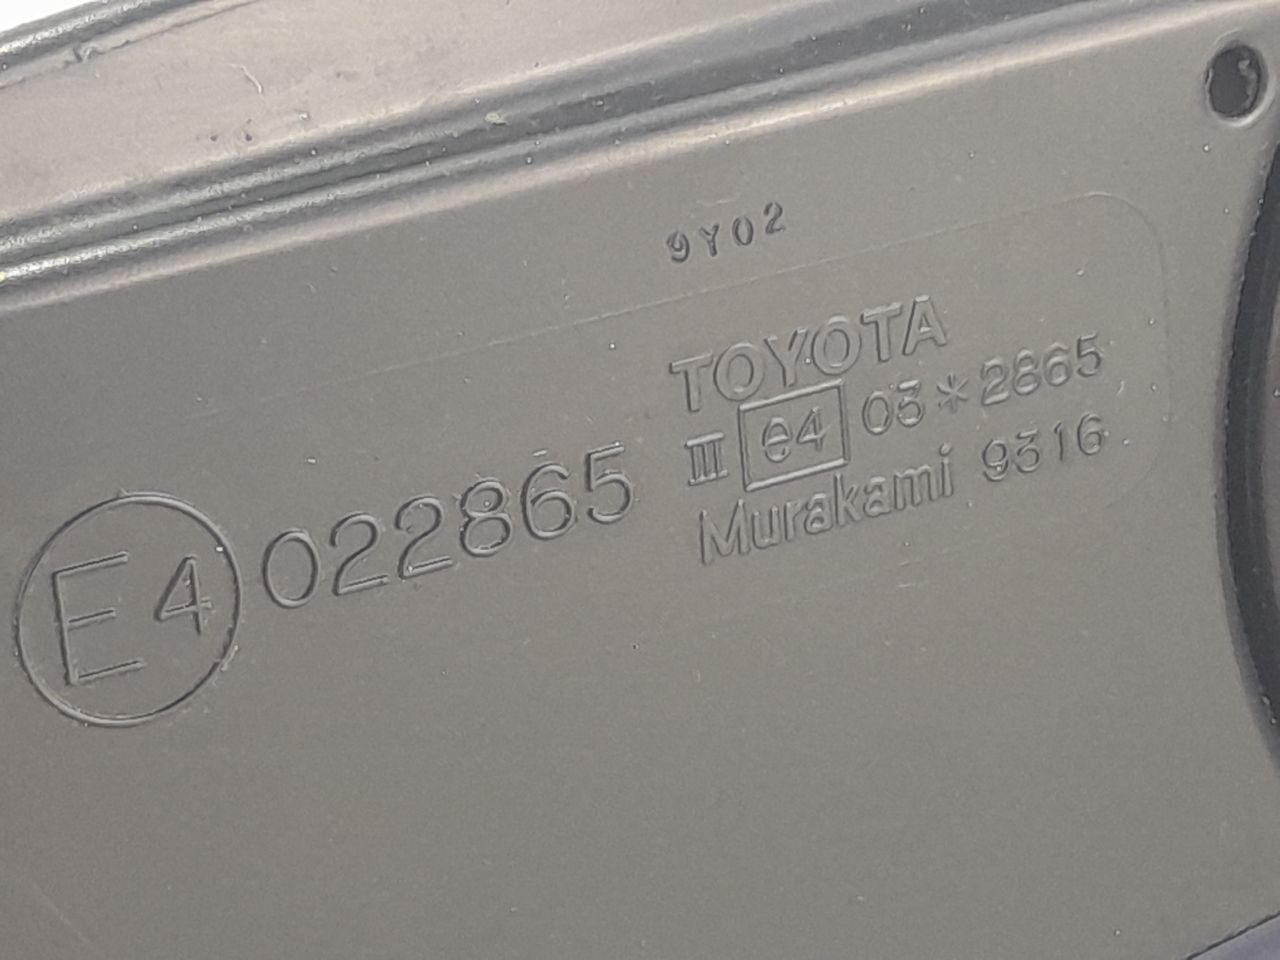 9Y02
TOYOTA
III e4 03*2865
Murakami 9316
E4 022865